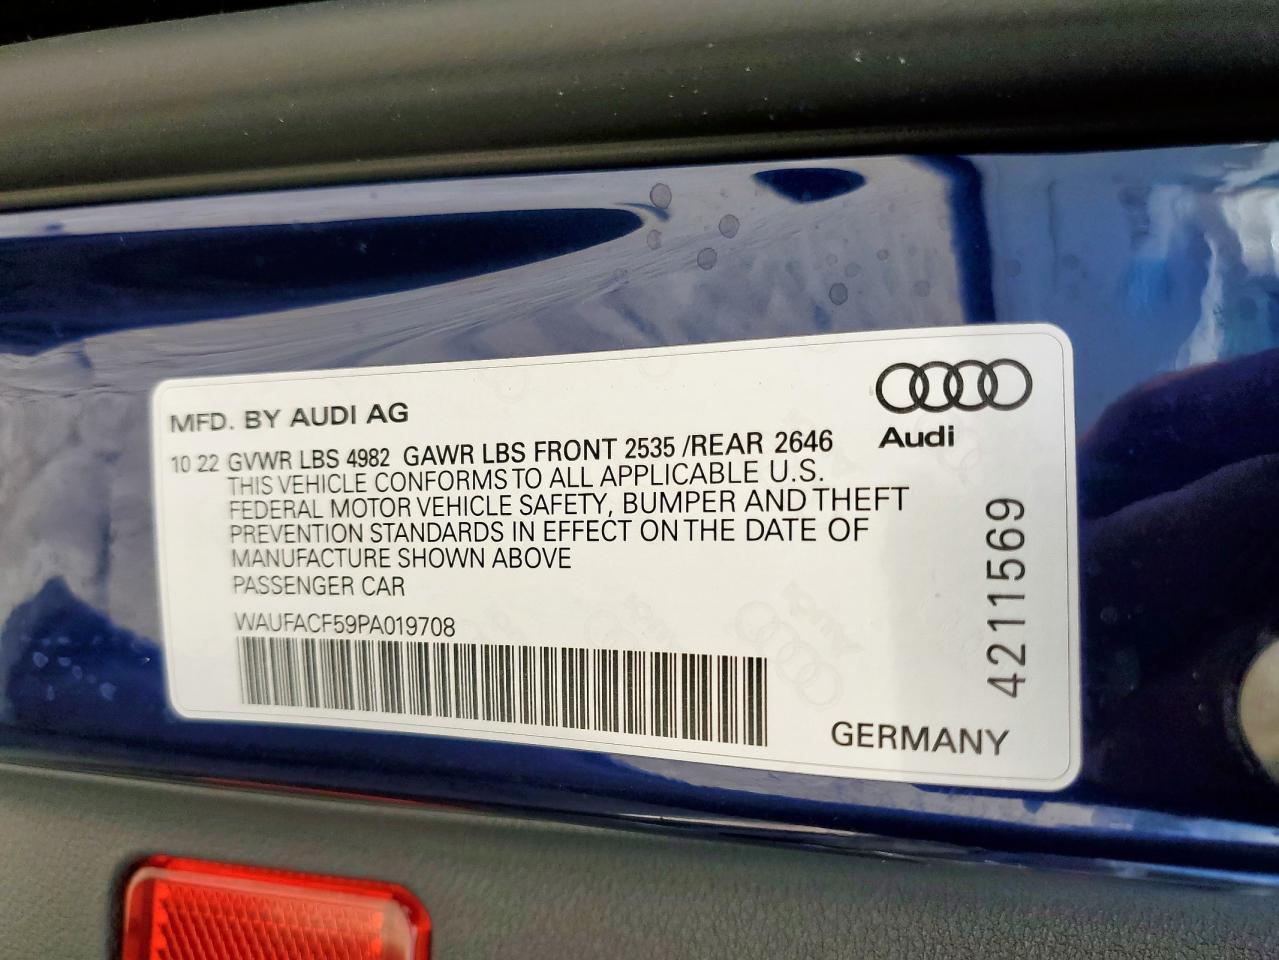 MFD. BY AUDI AG
Audi
10 22 GVWR LBS 4982 GAWR LBS FRONT 2535 /REAR 2646
THIS VEHICLE CONFORMS TO ALL APPLICABLE U.S.
FEDERAL MOTOR VEHICLE SAFETY, BUMPER AND THEFT
PREVENTION STANDARDS IN EFFECT ON THE DATE OF
MANUFACTURE SHOWN ABOVE
PASSENGER CAR
WAUFACF59PA019708
4211569
GERMANY